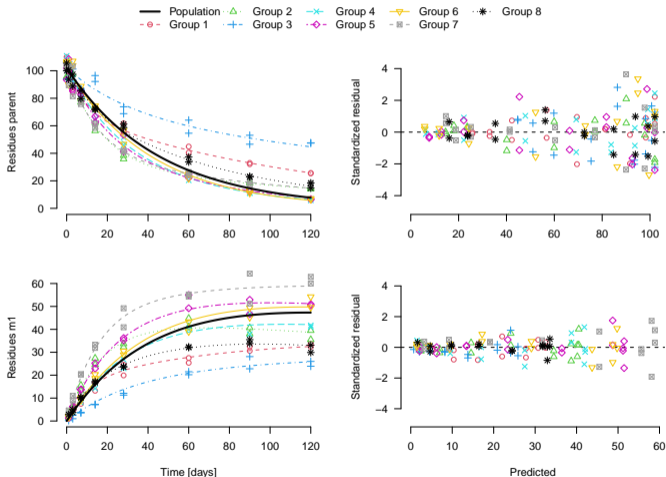 Population
Group 1
Group 2
Group 3
Group 4
Group 5
Group 6
Group 7
Group 8
Residues parent
100
80
60
40
20
0
0 20 40 60 80 100 120
Standardized residual
4
2
0
−2
−4
0 20 40 60 80 100
Residues m1
60
50
40
30
20
10
0
0 20 40 60 80 100 120
Time [days]
Standardized residual
4
2
0
−2
−4
0 10 20 30 40 50 60
Predicted